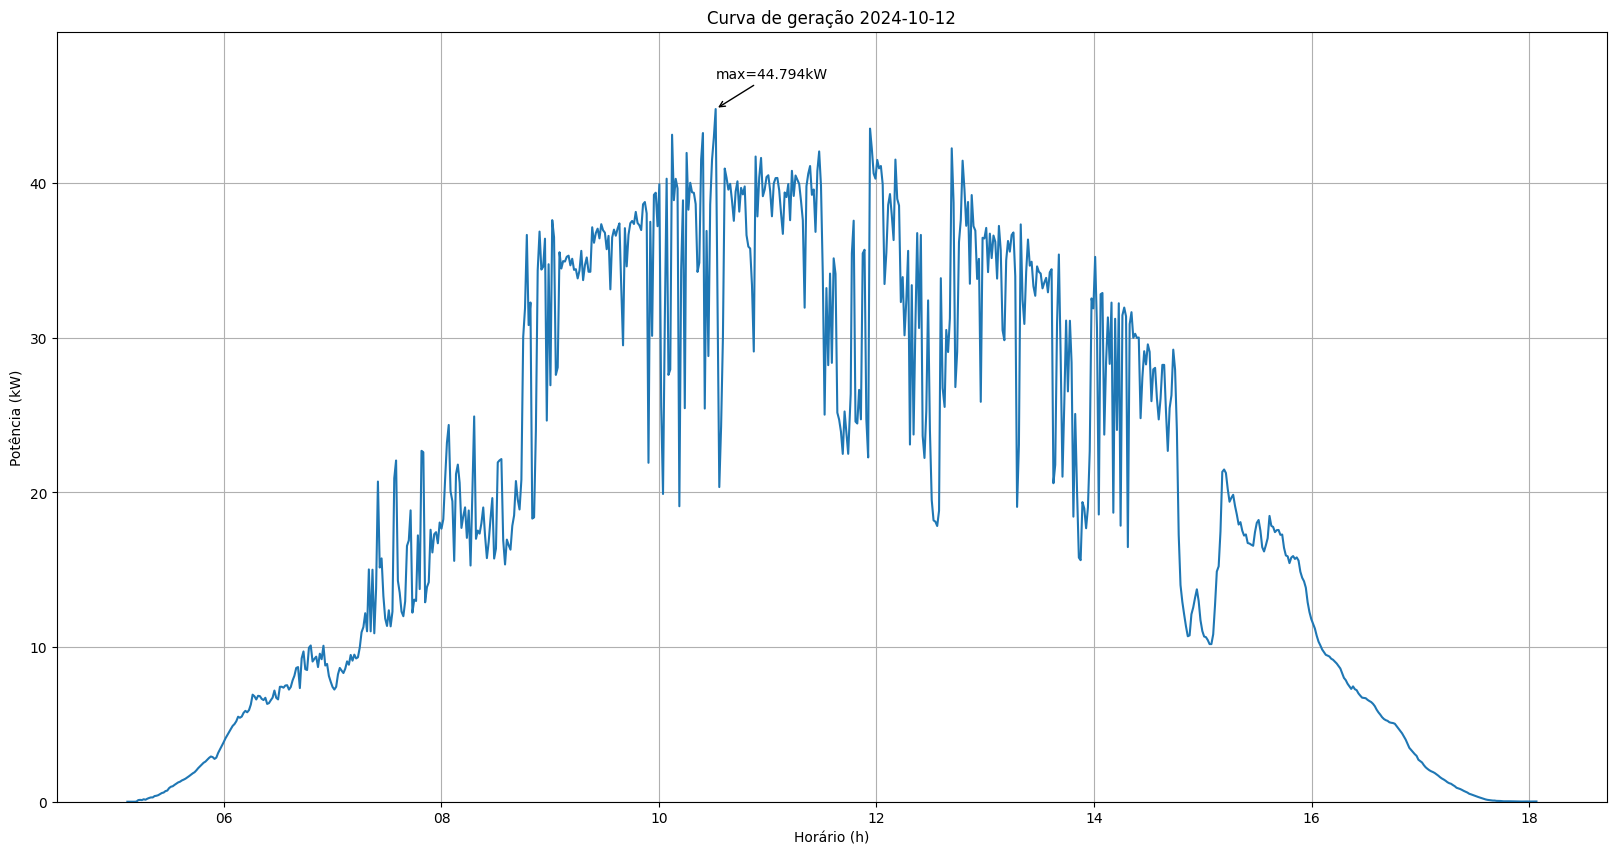 Curva de geração 2024-10-12
max=44.794kW
40
30
20
10
0
Potência (kW)
06 08 10 12 14 16 18
Horário (h)